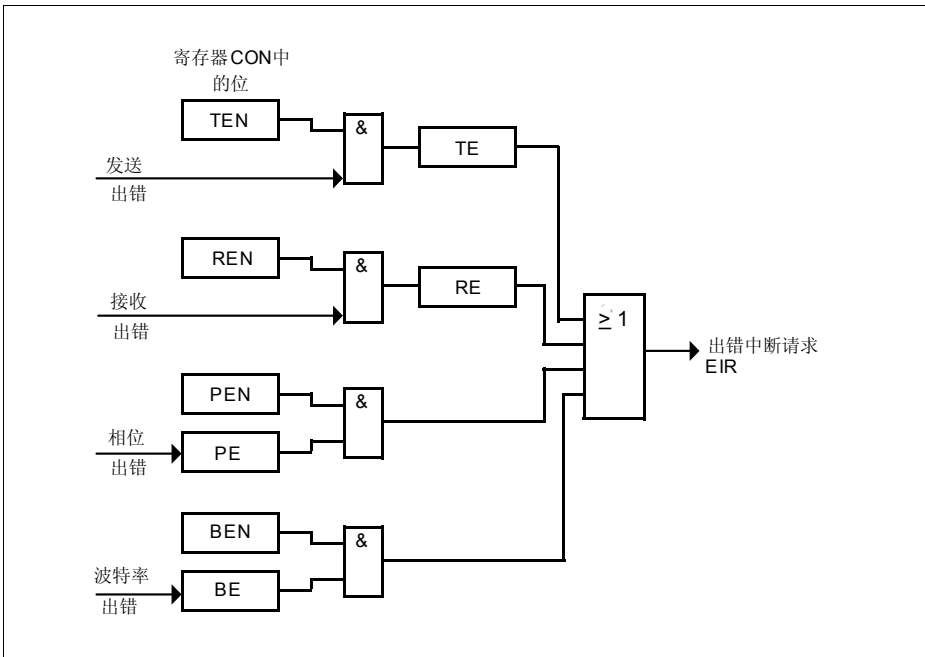 寄存器CON中
的位
TEN
&
TE
发送
出错
REN
&
RE
接收
出错
≥ 1
出错中断请求
EIR
PEN
&
相位
PE
出错
BEN
&
波特率
BE
出错